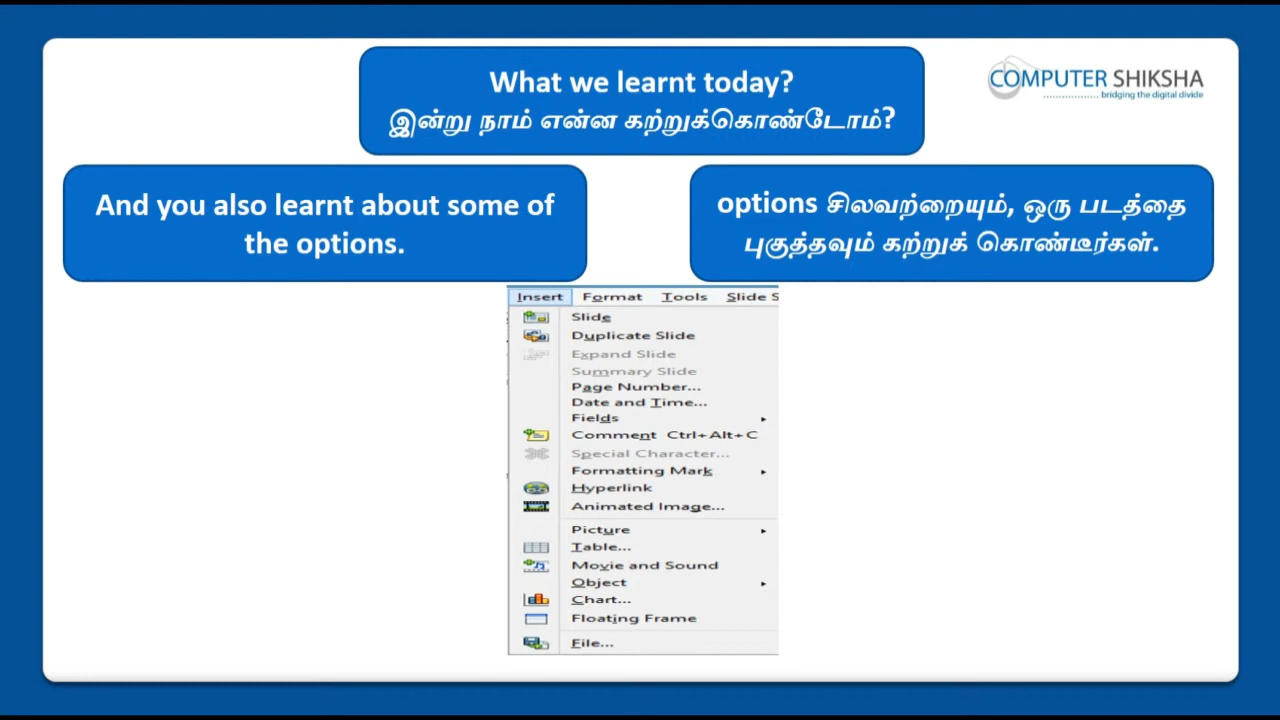 What we learnt today?
இன்று நாம் என்ன கற்றுக்கொண்டோம்?
COMPUTER SHIKSHA
bridging the digital divide
And you also learnt about some of
the options.
options சிலவற்றையும், ஒரு படத்தை
புகுத்தவும் கற்றுக் கொண்டீர்கள்.
Insert Format Tools Slide S
Slide
Duplicate Slide
Expand Slide
Summary Slide
Page Number...
Date and Time...
Fields
Comment Ctrl+Alt+C
Special Character...
Formatting Mark
Hyperlink
Animated Image...
Picture
Table...
Movie and Sound
Object
Chart...
Floating Frame
File...